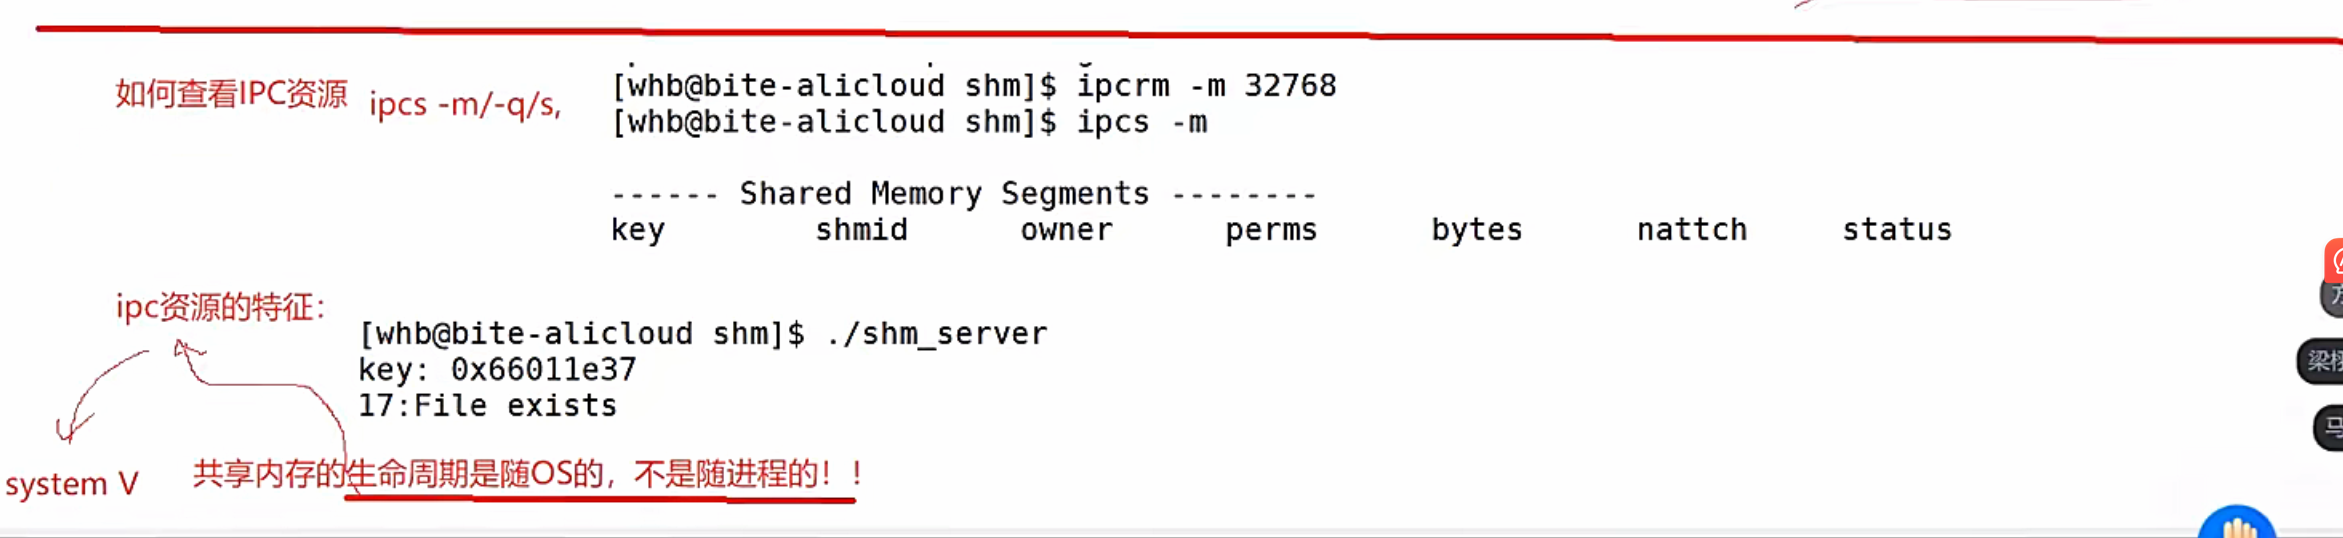 如何查看IPC资源 ipcs -m/-q/s,
[whb@bite-alicloud shm]$ ipcrm -m 32768
[whb@bite-alicloud shm]$ ipcs -m
------ Shared Memory Segments --------
key shmid owner perms bytes nattch status
ipc资源的特征：
[whb@bite-alicloud shm]$ ./shm_server
key: 0x66011e37
17:File exists
system V
共享内存的生命周期是随OS的，不是随进程的！！
梁
马